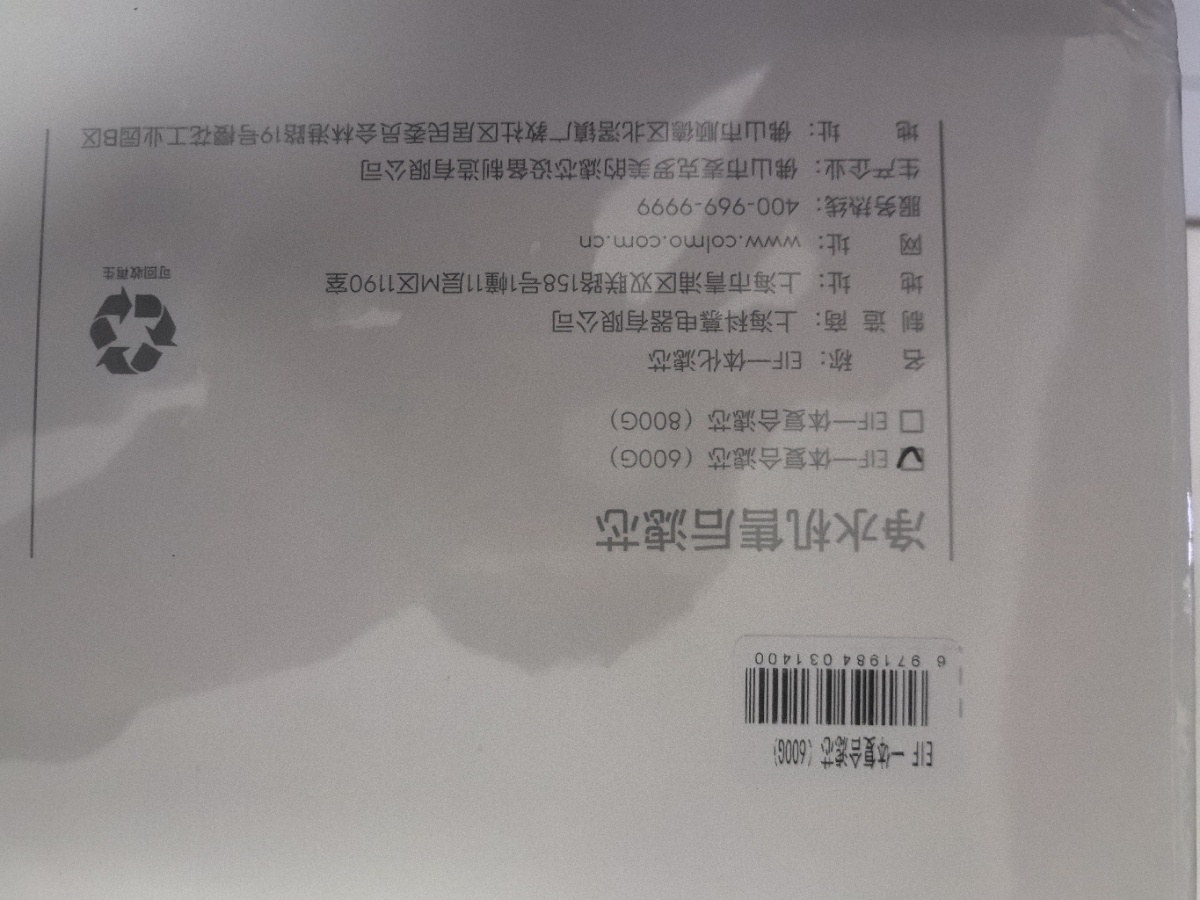 EIF 一体复合滤芯 (600G)
6 971984 031400
净水机售后滤芯
EIF一体复合滤芯（600G）
EIF一体复合滤芯（800G）
名 称：EIF一体化滤芯
制 造 商：上海科慕电器有限公司
地 址：上海市青浦区双联路158号1幢11层M区1190室
网 址：www.colmo.com.cn
服务热线：400-969-9999
生产企业：佛山市麦克罗美的滤芯设备制造有限公司
地 址：佛山市顺德区北滘镇广教社区居民委员会林港路19号樱花工业园B区
可回收再生